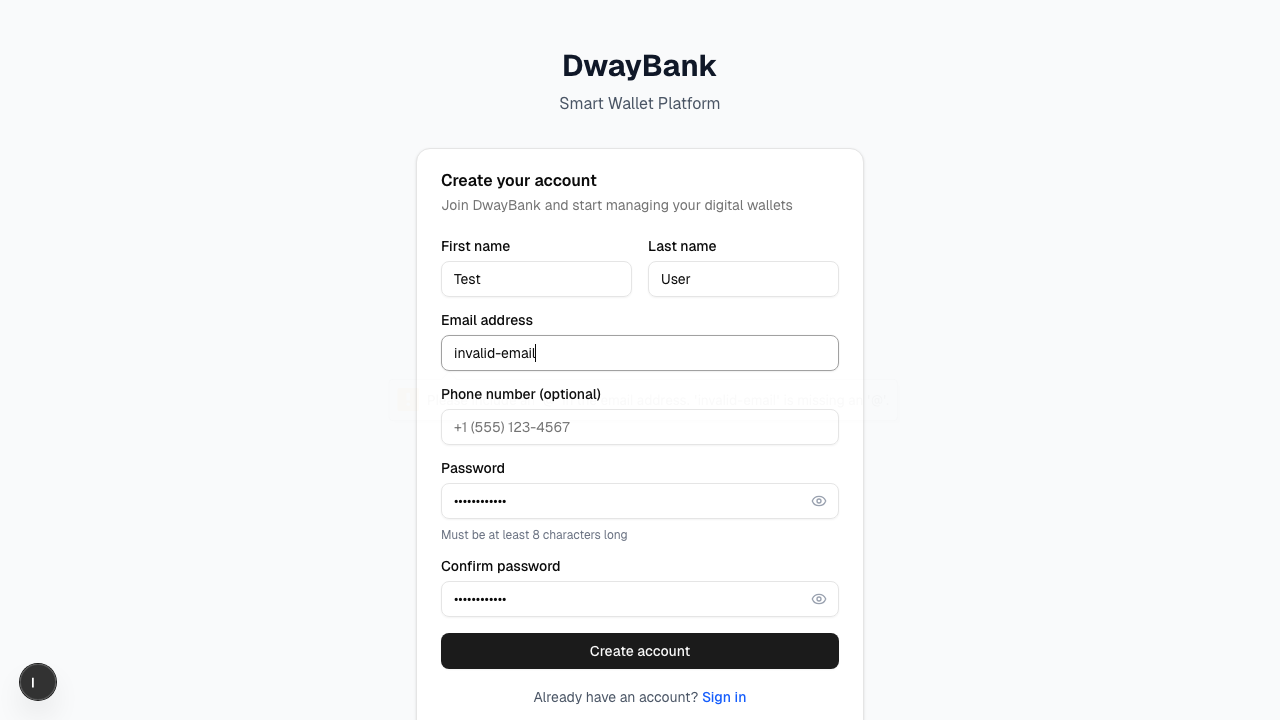 DwayBank
Smart Wallet Platform
Create your account
Join DwayBank and start managing your digital wallets
First name
Last name
Test
User
Email address
invalid-email
Phone number (optional)
+1 (555) 123-4567
Password
••••••••••••
Must be at least 8 characters long
Confirm password
••••••••••••
Create account
Already have an account? Sign in